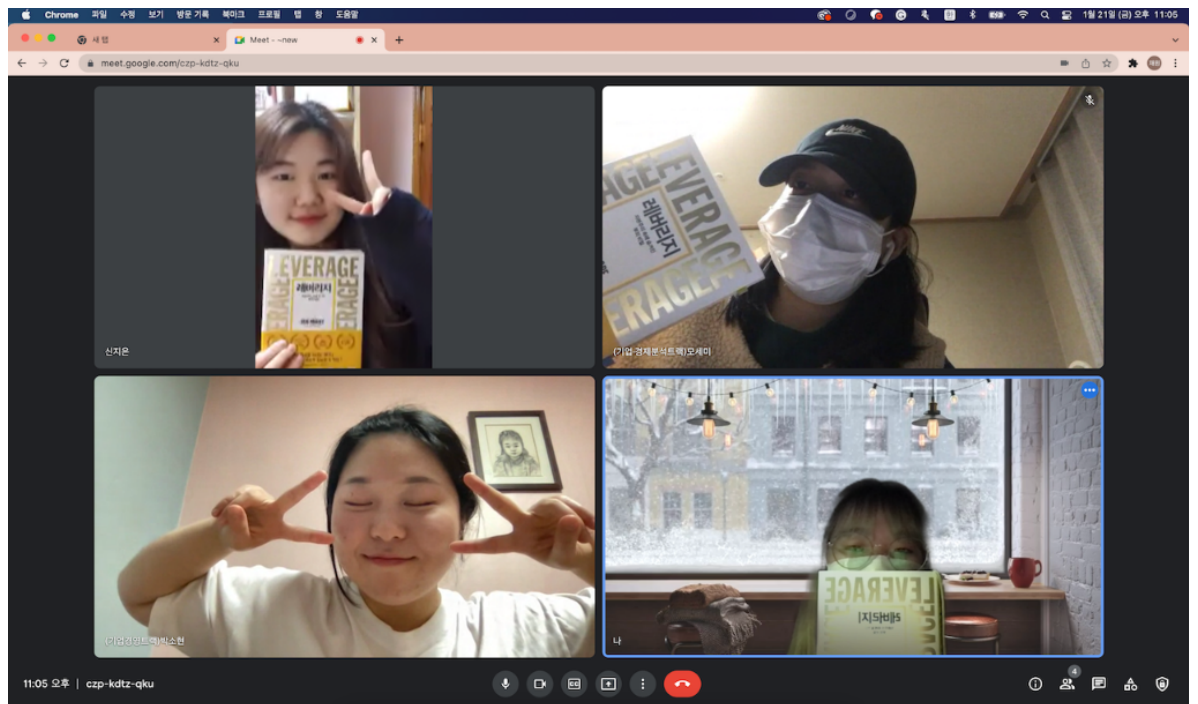 Chrome 파일 수정 보기 방문 기록 북마크 프로필 탭 창 도움말 1월 21일 (금) 오후 11:05
새 탭
Meet - ~new
meet.google.com/czp-kdtz-qku
LEVERAGE
레버리지
ERAGE
신지은
LEVERAGE
레버리지
ERAGE
(기업·경제분석트랙)모세미
(기업경영트랙)박소현
LEVERAGE
레버리지
나
11:05 오후 | czp-kdtz-qku
CC
4